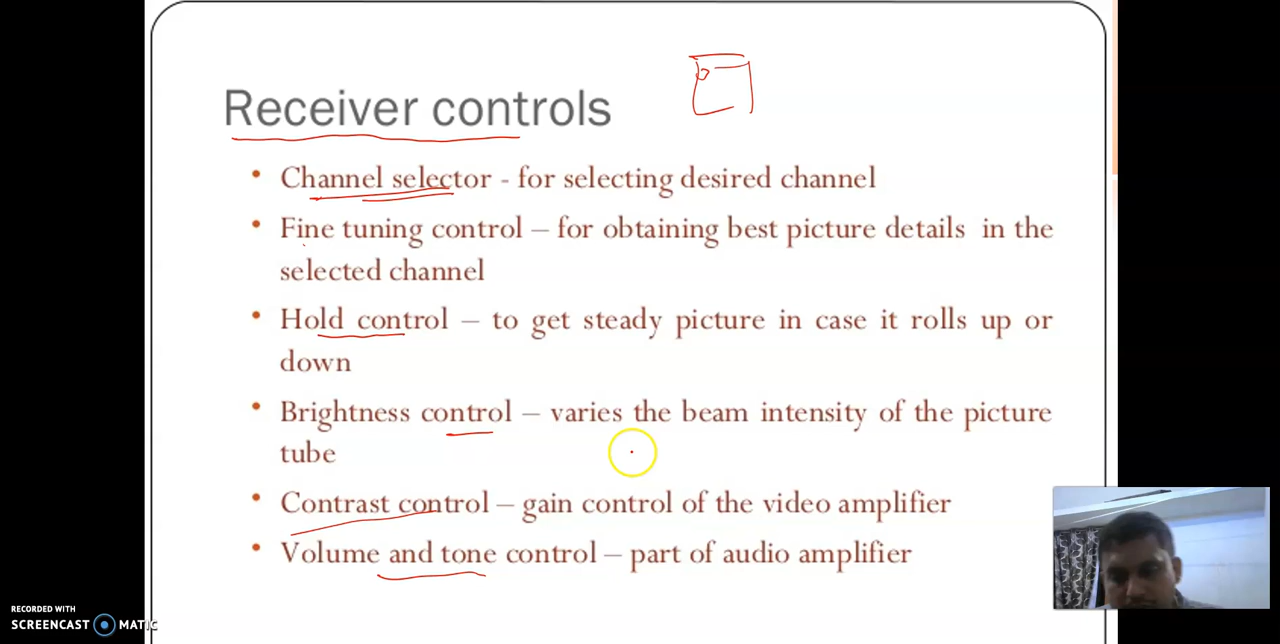 Receiver controls
• Channel selector - for selecting desired channel
• Fine tuning control – for obtaining best picture details in the
selected channel
• Hold control – to get steady picture in case it rolls up or
down
• Brightness control – varies the beam intensity of the picture
tube
• Contrast control – gain control of the video amplifier
• Volume and tone control – part of audio amplifier
RECORDED WITH
SCREENCAST MATIC